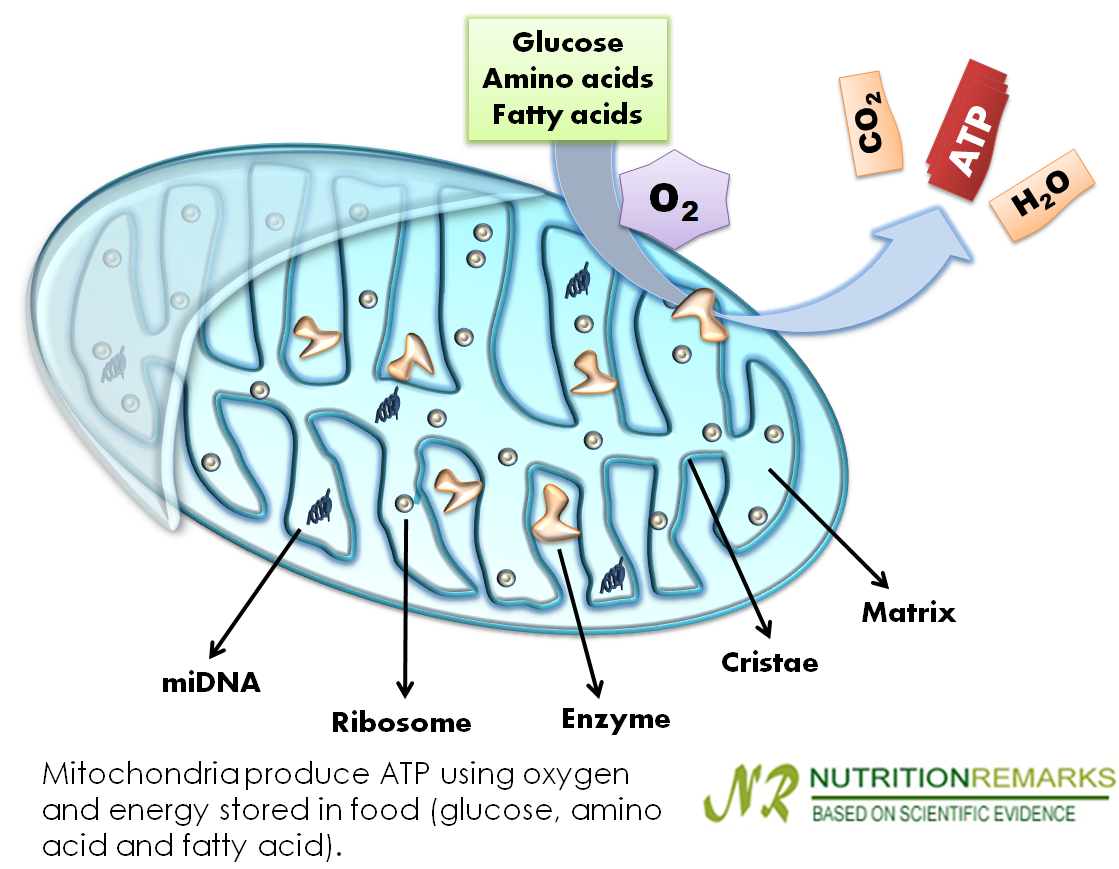 Glucose
Amino acids
Fatty acids
O₂
CO₂
ATP
H₂O
Matrix
Cristae
miDNA
Ribosome
Enzyme
Mitochondria produce ATP using oxygen
and energy stored in food (glucose, amino
acid and fatty acid).
NR NUTRITIONREMARKS
BASED ON SCIENTIFIC EVIDENCE